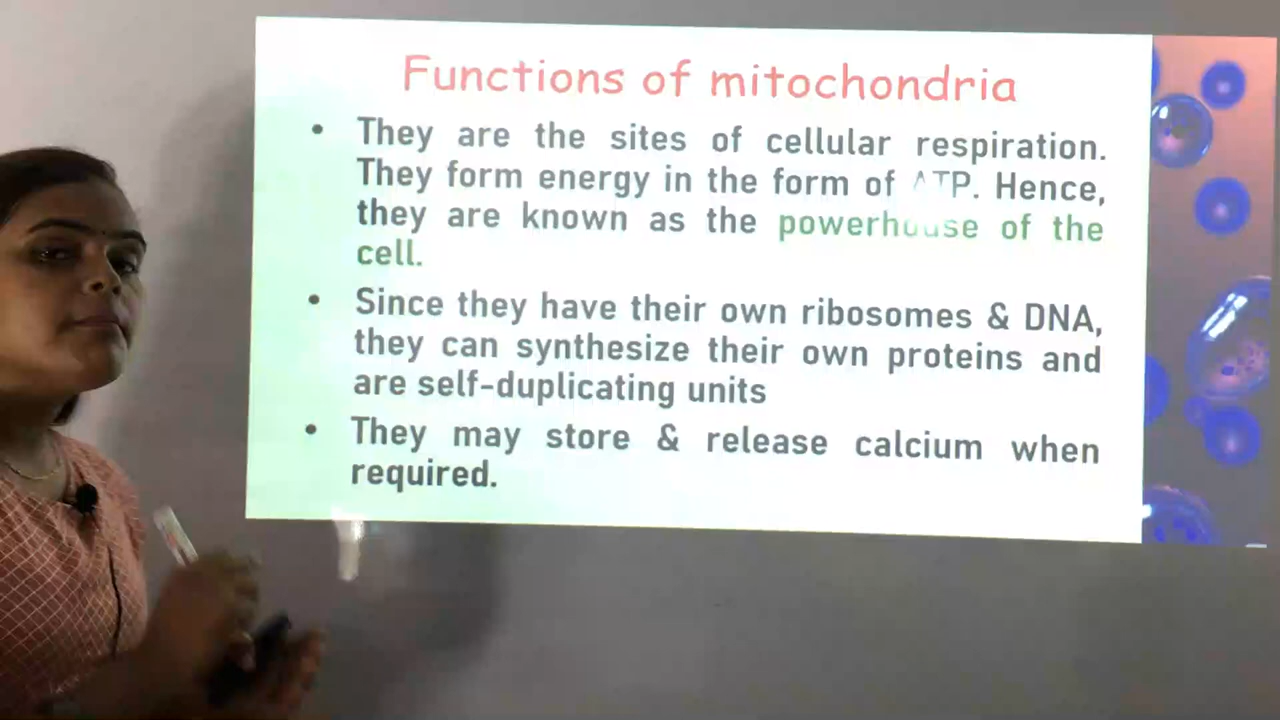 Functions of mitochondria
• They are the sites of cellular respiration.
They form energy in the form of ATP. Hence,
they are known as the powerhouse of the
cell.
• Since they have their own ribosomes & DNA,
they can synthesize their own proteins and
are self-duplicating units
• They may store & release calcium when
required.